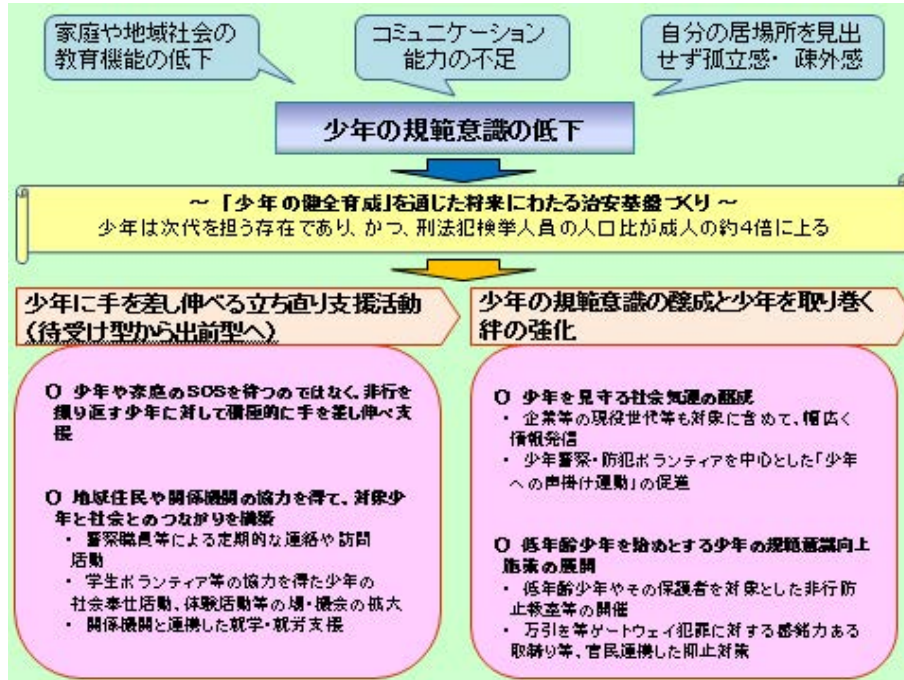 家庭や地域社会の
教育機能の低下
コミュニケーション
能力の不足
自分の居場所を見出
せず孤立感・疎外感
少年の規範意識の低下
～「少年の健全育成」を通じた将来にわたる治安基盤づくり～
少年は次代を担う存在であり、かつ、刑法犯検挙人員の人口比が成人の約4倍に上る
少年に手を差し伸べる立ち直り支援活動
(待受け型から出前型へ)
○ 少年や家庭のSOSを待つのではなく、非行を
繰り返す少年に対して積極的に手を差し伸べ支
援
○ 地域住民や関係機関の協力を得て、対象少
年と社会とのつながりを構築
・ 警察職員等による定期的な連絡や訪問
活動
・ 学生ボランティア等の協力を得た少年の
社会奉仕活動、体験活動等の場・機会の拡大
・ 関係機関と連携した就学・就労支援
少年の規範意識の醸成と少年を取り巻く
絆の強化
○ 少年を見守る社会気運の醸成
・ 企業等の現役世代等も対象に含めて、幅広く
情報発信
・ 少年警察・防犯ボランティアを中心とした「少年
への声掛け運動」の促進
○ 低年齢少年を始めとする少年の規範意識向上
施策の展開
・ 低年齢少年やその保護者を対象とした非行防
止教室等の開催
・ 万引き等ゲートウェイ犯罪に対する感銘力ある
取締り等、官民連携した抑止対策